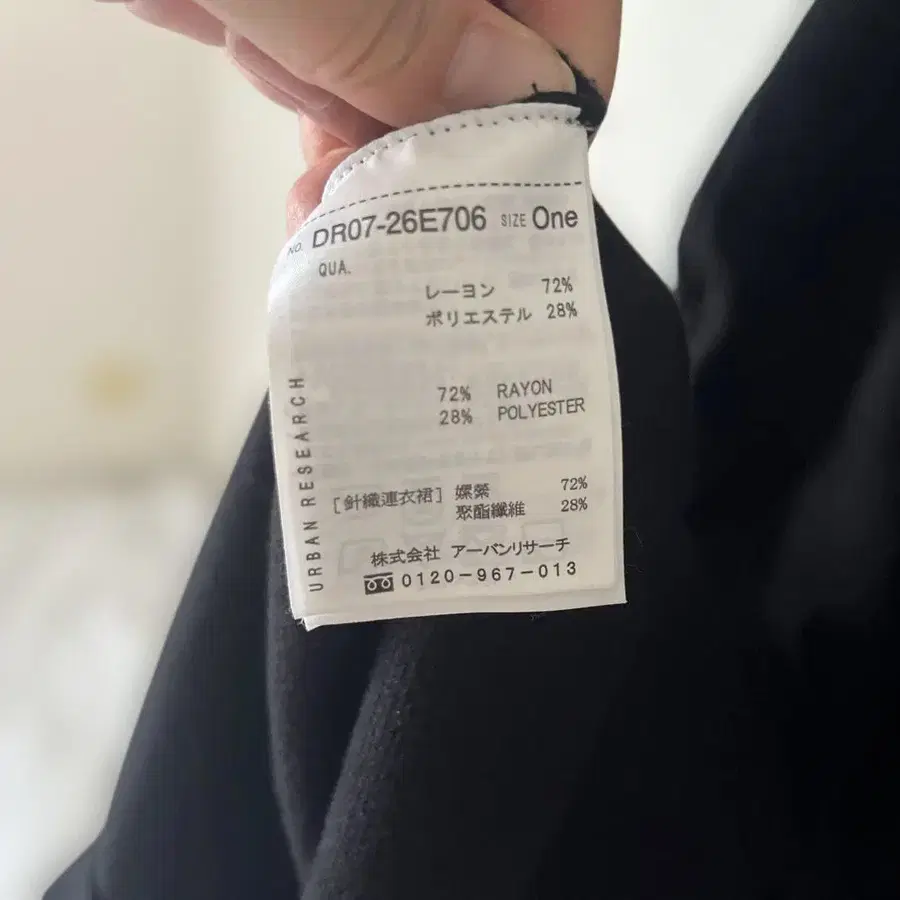 NO. DR07-26E706 SIZE One
QUA.
レーヨン 72%
ポリエステル 28%
72% RAYON
28% POLYESTER
[針織連衣裙] 嫘縈 72%
聚酯纖維 28%
株式会社 アーバンリサーチ
0120-967-013
URBAN RESEARCH